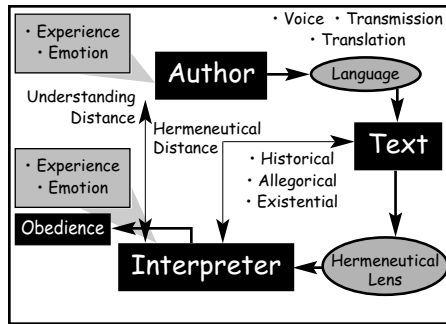 · Experience
· Emotion
· Voice · Transmission
· Translation
Author
Language
Understanding
Distance
Hermeneutical
Distance
Text
· Historical
· Allegorical
· Existential
· Experience
· Emotion
Obedience
Interpreter
Hermeneutical
Lens